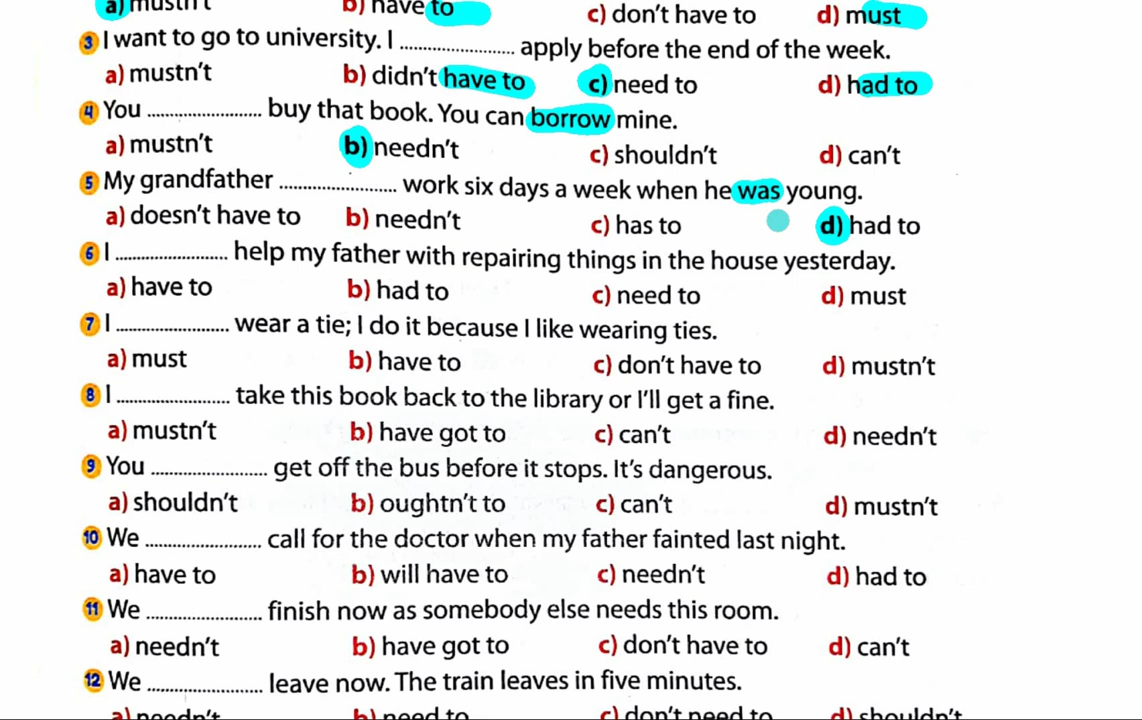 a) mustn't b) have to c) don't have to d) must
3 I want to go to university. I ........................ apply before the end of the week.
a) mustn't b) didn't have to c) need to d) had to
4 You ........................ buy that book. You can borrow mine.
a) mustn't b) needn't c) shouldn't d) can't
5 My grandfather ........................ work six days a week when he was young.
a) doesn't have to b) needn't c) has to d) had to
6 I ........................ help my father with repairing things in the house yesterday.
a) have to b) had to c) need to d) must
7 I ........................ wear a tie; I do it because I like wearing ties.
a) must b) have to c) don't have to d) mustn't
8 I ........................ take this book back to the library or I'll get a fine.
a) mustn't b) have got to c) can't d) needn't
9 You ........................ get off the bus before it stops. It's dangerous.
a) shouldn't b) oughtn't to c) can't d) mustn't
10 We ........................ call for the doctor when my father fainted last night.
a) have to b) will have to c) needn't d) had to
11 We ........................ finish now as somebody else needs this room.
a) needn't b) have got to c) don't have to d) can't
12 We ........................ leave now. The train leaves in five minutes.
a) needn't b) need to c) don't need to d) shouldn't